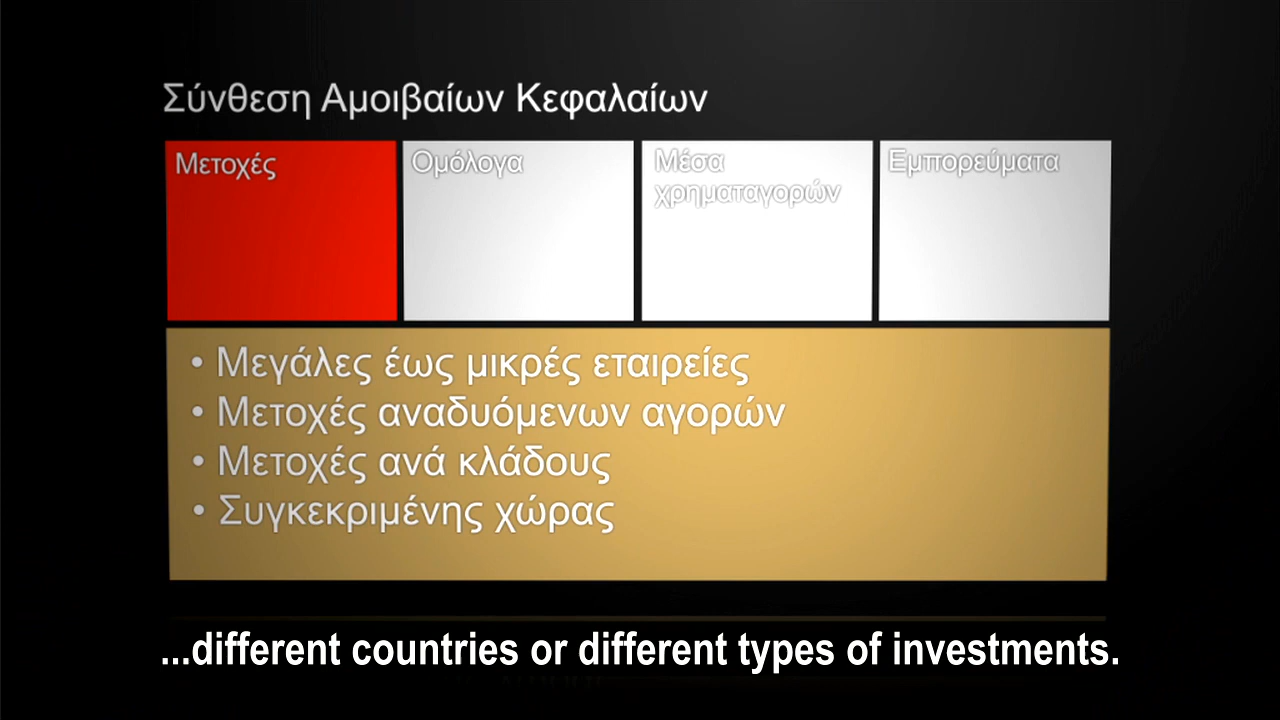 Σύνθεση Αμοιβαίων Κεφαλαίων
Μετοχές
Ομόλογα
Μέσα
χρηματαγορών
Εμπορεύματα
• Μεγάλες έως μικρές εταιρείες
• Μετοχές αναδυόμενων αγορών
• Μετοχές ανά κλάδους
• Συγκεκριμένης χώρας
...different countries or different types of investments.